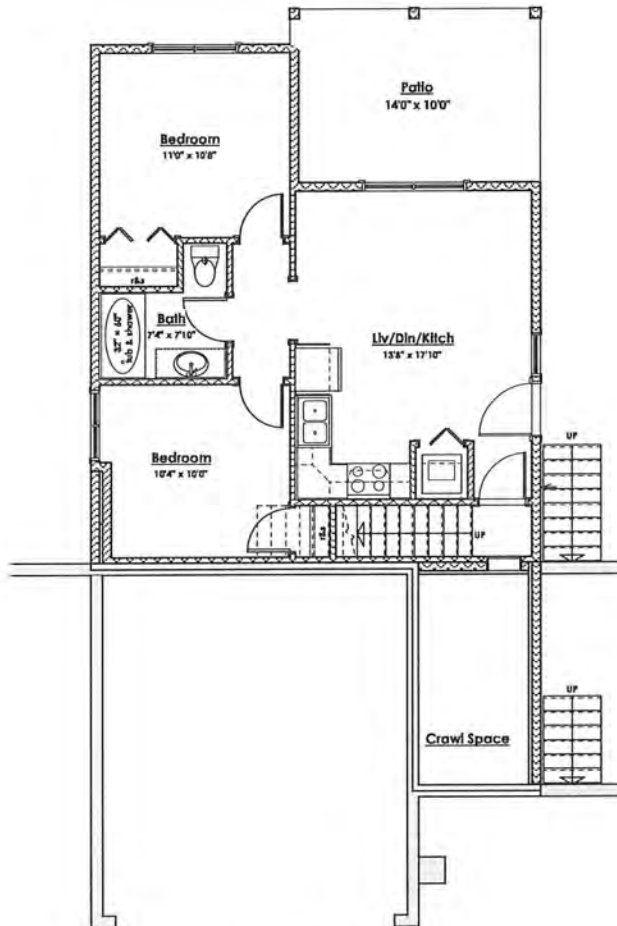 Patio
14'0" x 10'0"
Bedroom
11'0" x 10'8"
r&s
Bath
7'4" x 7'10"
32" x 60"
tub & shower
Liv/Din/Kitch
13'8" x 17'10"
Bedroom
10'4" x 10'0"
r&s
UP
UP
UP
Crawl Space